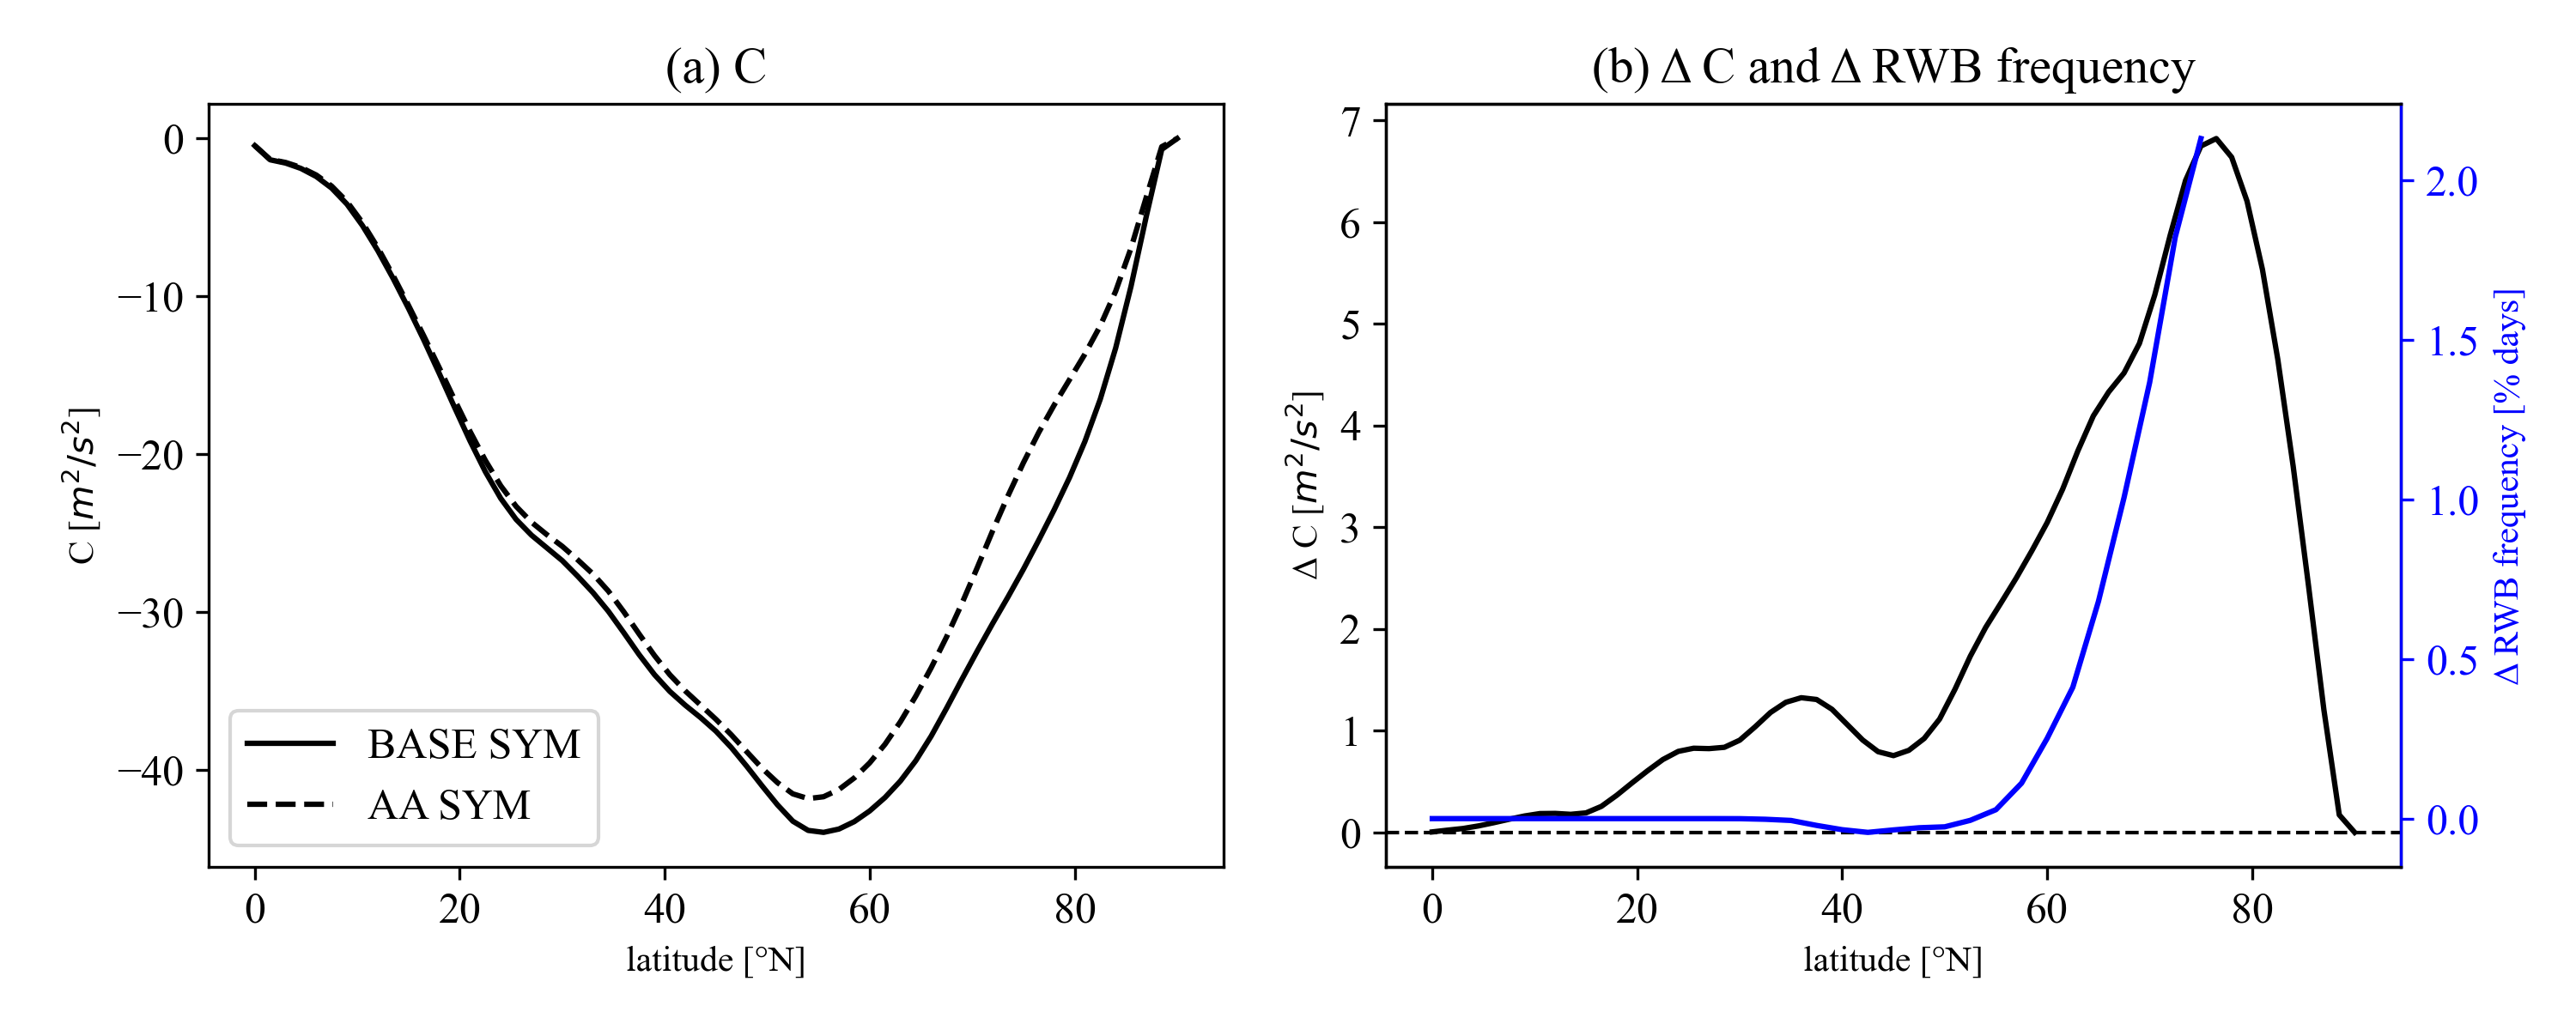 (a) C
0
−10
−20
−30
−40
C [m²/s²]
BASE SYM
AA SYM
0 20 40 60 80
latitude [°N]
(b) Δ C and Δ RWB frequency
7
6
5
4
3
2
1
0
Δ C [m²/s²]
2.0
1.5
1.0
0.5
0.0
Δ RWB frequency [% days]
0 20 40 60 80
latitude [°N]